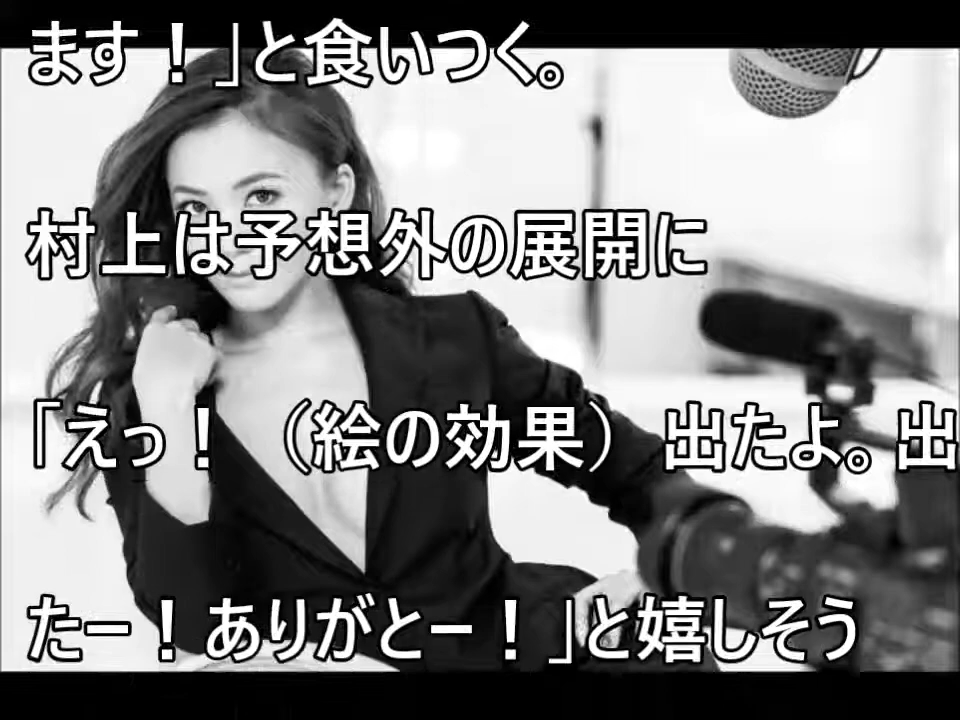 ます！」と食いつく。
村上は予想外の展開に
「えっ！（絵の効果） 出たよ。出
たー！ありがとー！」と嬉しそう